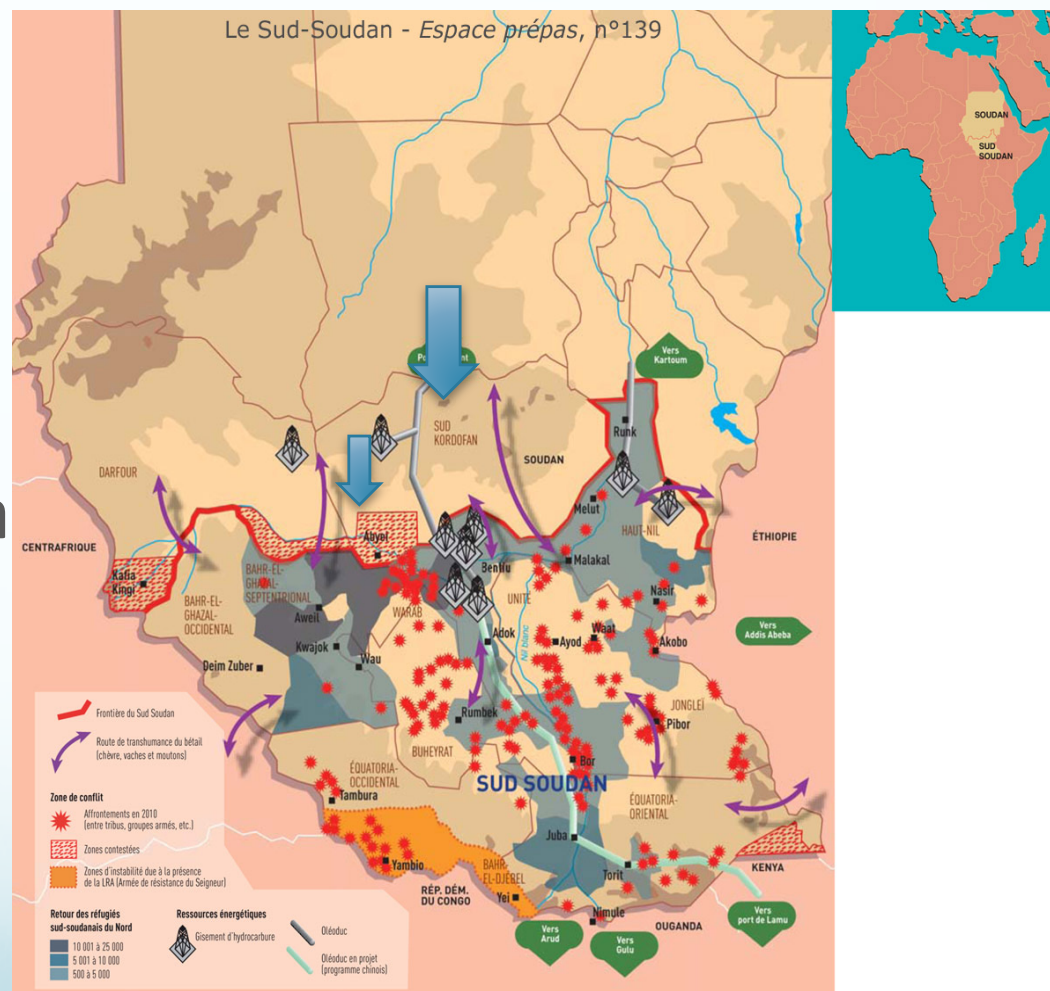 Le Sud-Soudan - Espace prépas, n°139
SOUDAN
SUD
SOUDAN
Vers
Kartoum
SUD
KORDOFAN
SOUDAN
Runk
DARFOUR
Melut
HAUT-NIL
ÉTHIOPIE
CENTRAFRIQUE
Abyei
Malakal
Kafia
Kingi
BAHR-EL-
GHAZAL-
SEPTENTRIONAL
Bentiu
BAHR-EL-
GHAZAL-
OCCIDENTAL
WARAB
UNITÉ
Nasir
Aweil
Vers
Addis Abeba
Kwajok
Wau
Adok
Nil blanc
Ayod
Waat
Akobo
Deim Zuber
JONGLEÏ
Pibor
Rumbek
BUHEYRAT
Bor
SUD SOUDAN
ÉQUATORIA-
OCCIDENTAL
Tambura
ÉQUATORIA-
ORIENTAL
Juba
Yambio
BAHR
EL-DJÉBEL
Torit
KENYA
RÉP. DÉM.
DU CONGO
Yei
Nimule
OUGANDA
Vers
port de Lamu
Vers
Arud
Vers
Gulu
Frontière du Sud Soudan
Route de transhumance du bétail
(chèvre, vaches et moutons)
Zone de conflit
Affrontements en 2010
(entre tribus, groupes armés, etc.)
Zones contestées
Zones d'instabilité due à la présence
de la LRA (Armée de résistance du Seigneur)
Retour des réfugiés
sud-soudanais du Nord
10 001 à 25 000
5 001 à 10 000
500 à 5 000
Ressources énergétiques
Gisement d'hydrocarbure
Oléoduc
Oléoduc en projet
(programme chinois)